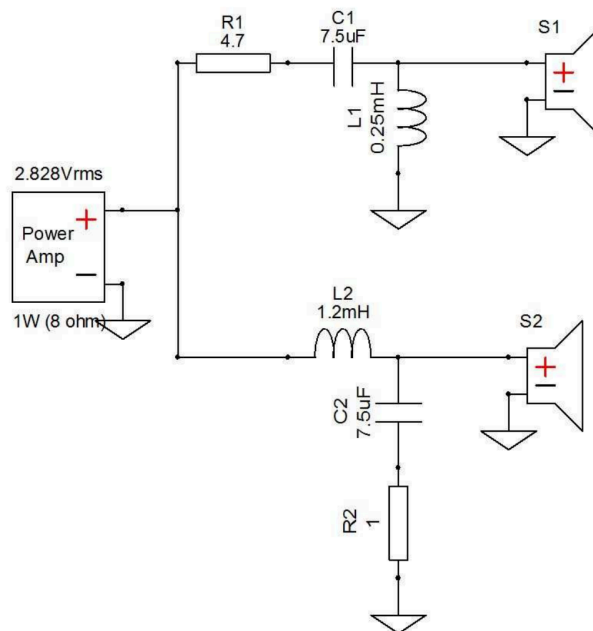 R1
4.7
C1
7.5uF
S1
+
−
L1
0.25mH
2.828Vrms
Power
Amp
+
−
1W (8 ohm)
L2
1.2mH
S2
+
−
C2
7.5uF
R2
1